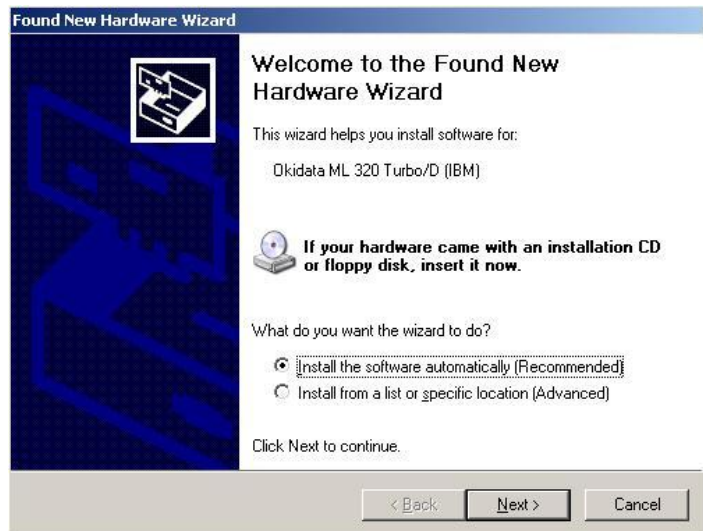 Found New Hardware Wizard
Welcome to the Found New
Hardware Wizard
This wizard helps you install software for:
Okidata ML 320 Turbo/D (IBM)
If your hardware came with an installation CD
or floppy disk, insert it now.
What do you want the wizard to do?
Install the software automatically (Recommended)
Install from a list or specific location (Advanced)
Click Next to continue.
< Back Next > Cancel